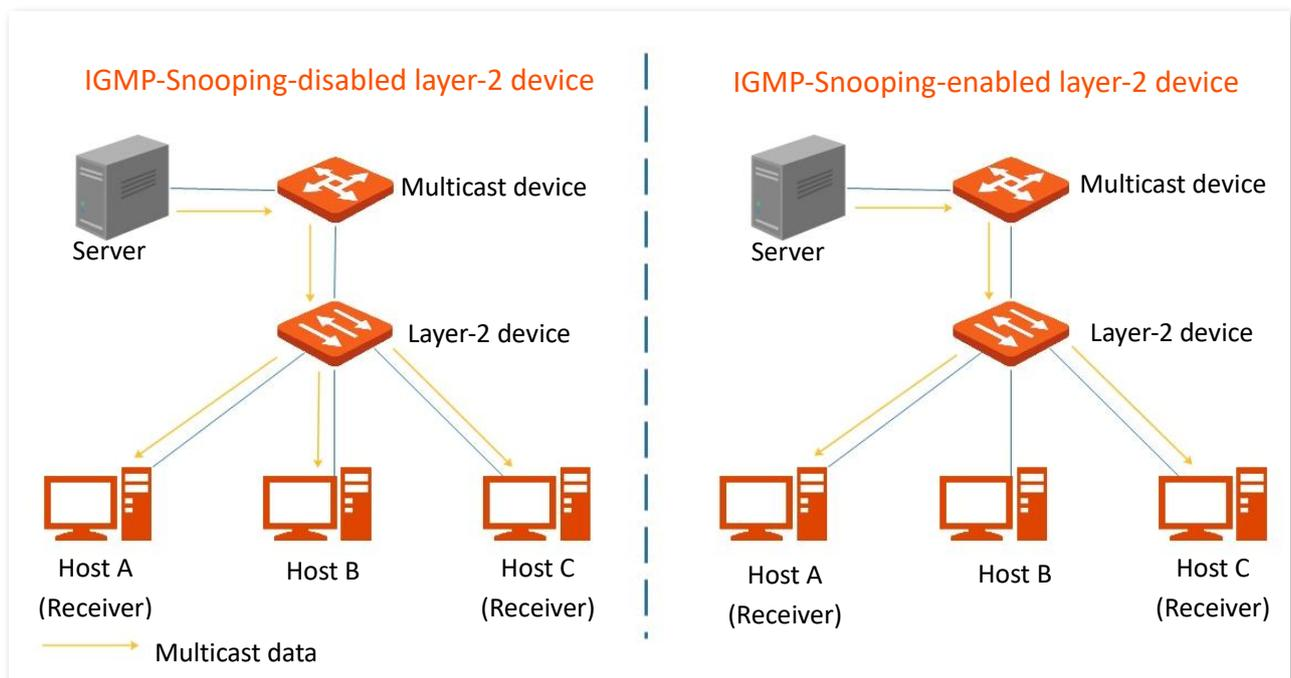 IGMP-Snooping-disabled layer-2 device
Server
Multicast device
Layer-2 device
Host A
(Receiver)
Host B
Host C
(Receiver)
Multicast data
IGMP-Snooping-enabled layer-2 device
Server
Multicast device
Layer-2 device
Host A
(Receiver)
Host B
Host C
(Receiver)